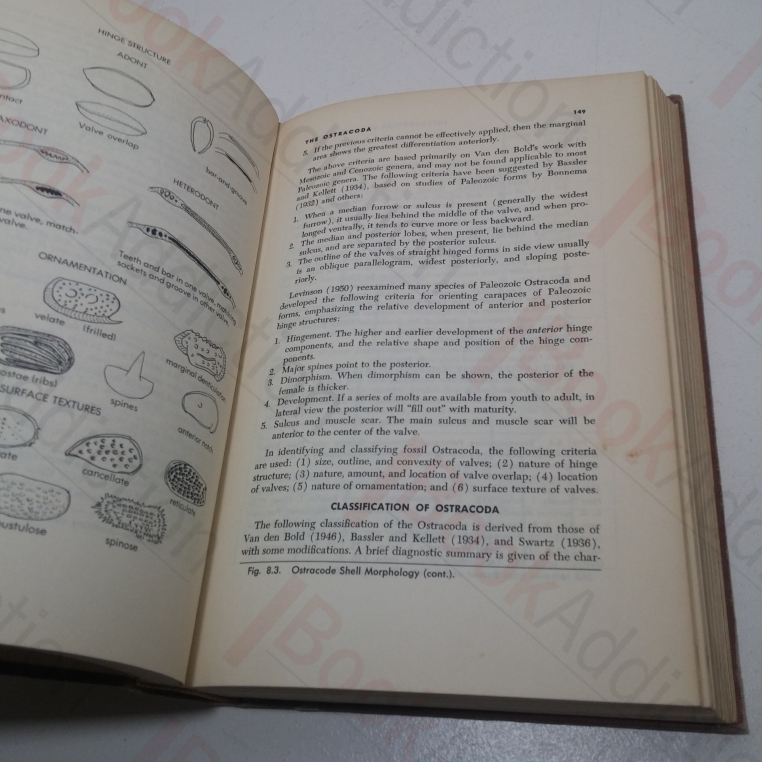 HINGE STRUCTURE
ADONT
Valve overlap
bar and groove
HETERODONT
valve, match-
valve.
Teeth and bar in one valve, matching
sockets and groove in other valve.
ORNAMENTATION
velate (frilled)
marginal denticulation
(ribs)
spines
anterior notch
SURFACE TEXTURES
cancellate
reticulate
spinose
THE OSTRACODA
149
5. If the previous criteria cannot be effectively applied, then the marginal
area shows the greatest differentiation anteriorly.
The above criteria are based primarily on Van den Bold's work with
Mesozoic and Cenozoic genera, and may not be found applicable to most
Paleozoic genera. The following criteria have been suggested by Bassler
and Kellett (1934), based on studies of Paleozoic forms by Bonnema
(1932) and others:
1. When a median furrow or sulcus is present (generally the widest
furrow), it usually lies behind the middle of the valve, and when pro-
longed ventrally, it tends to curve more or less backward.
2. The median and posterior lobes, when present, lie behind the median
sulcus, and are separated by the posterior sulcus.
3. The outline of the valves of straight hinged forms in side view usually
is an oblique parallelogram, widest posteriorly, and sloping poste-
riorly.
Levinson (1950) reexamined many species of Paleozoic Ostracoda and
developed the following criteria for orienting carapaces of Paleozoic
forms, emphasizing the relative development of anterior and posterior
hinge structures:
1. Hingement. The higher and earlier development of the anterior hinge
components, and the relative shape and position of the hinge com-
ponents.
2. Major spines point to the posterior.
3. Dimorphism. When dimorphism can be shown, the posterior of the
female is thicker.
4. Development. If a series of molts are available from youth to adult, in
lateral view the posterior will "fill out" with maturity.
5. Sulcus and muscle scar. The main sulcus and muscle scar will be
anterior to the center of the valve.
In identifying and classifying fossil Ostracoda, the following criteria
are used: (1) size, outline, and convexity of valves; (2) nature of hinge
structure; (3) nature, amount, and location of valve overlap; (4) location
of valves; (5) nature of ornamentation; and (6) surface texture of valves.
CLASSIFICATION OF OSTRACODA
The following classification of the Ostracoda is derived from those of
Van den Bold (1946), Bassler and Kellett (1934), and Swartz (1936),
with some modifications. A brief diagnostic summary is given of the char-
Fig. 8.3. Ostracode Shell Morphology (cont.).
BookAddiction